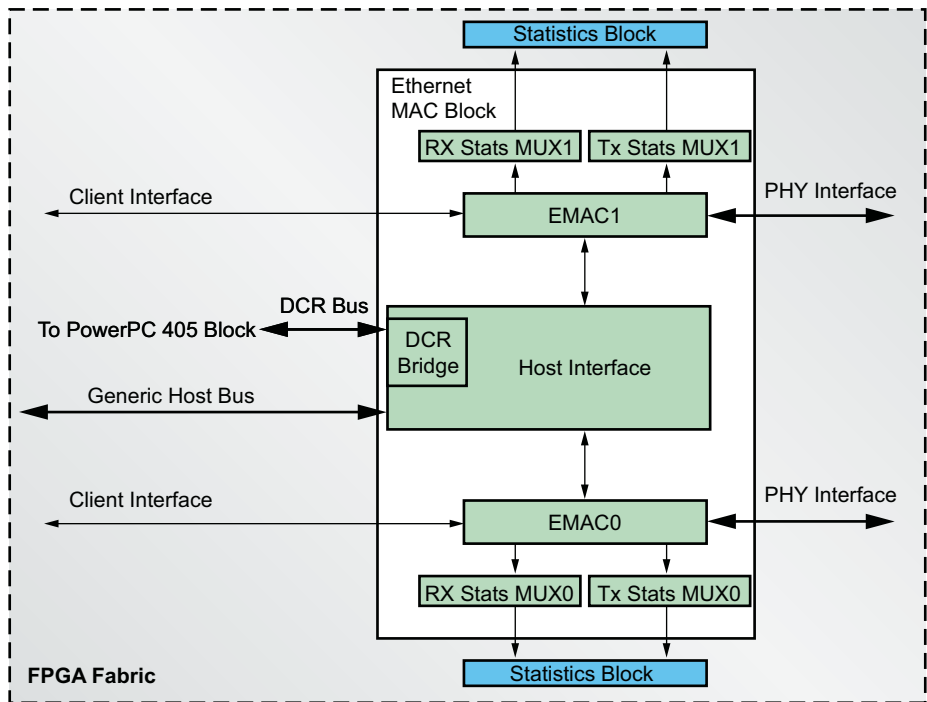 Statistics Block
Ethernet
MAC Block
RX Stats MUX1
Tx Stats MUX1
Client Interface
EMAC1
PHY Interface
DCR Bus
To PowerPC 405 Block
DCR
Bridge
Host Interface
Generic Host Bus
Client Interface
EMAC0
PHY Interface
RX Stats MUX0
Tx Stats MUX0
Statistics Block
FPGA Fabric